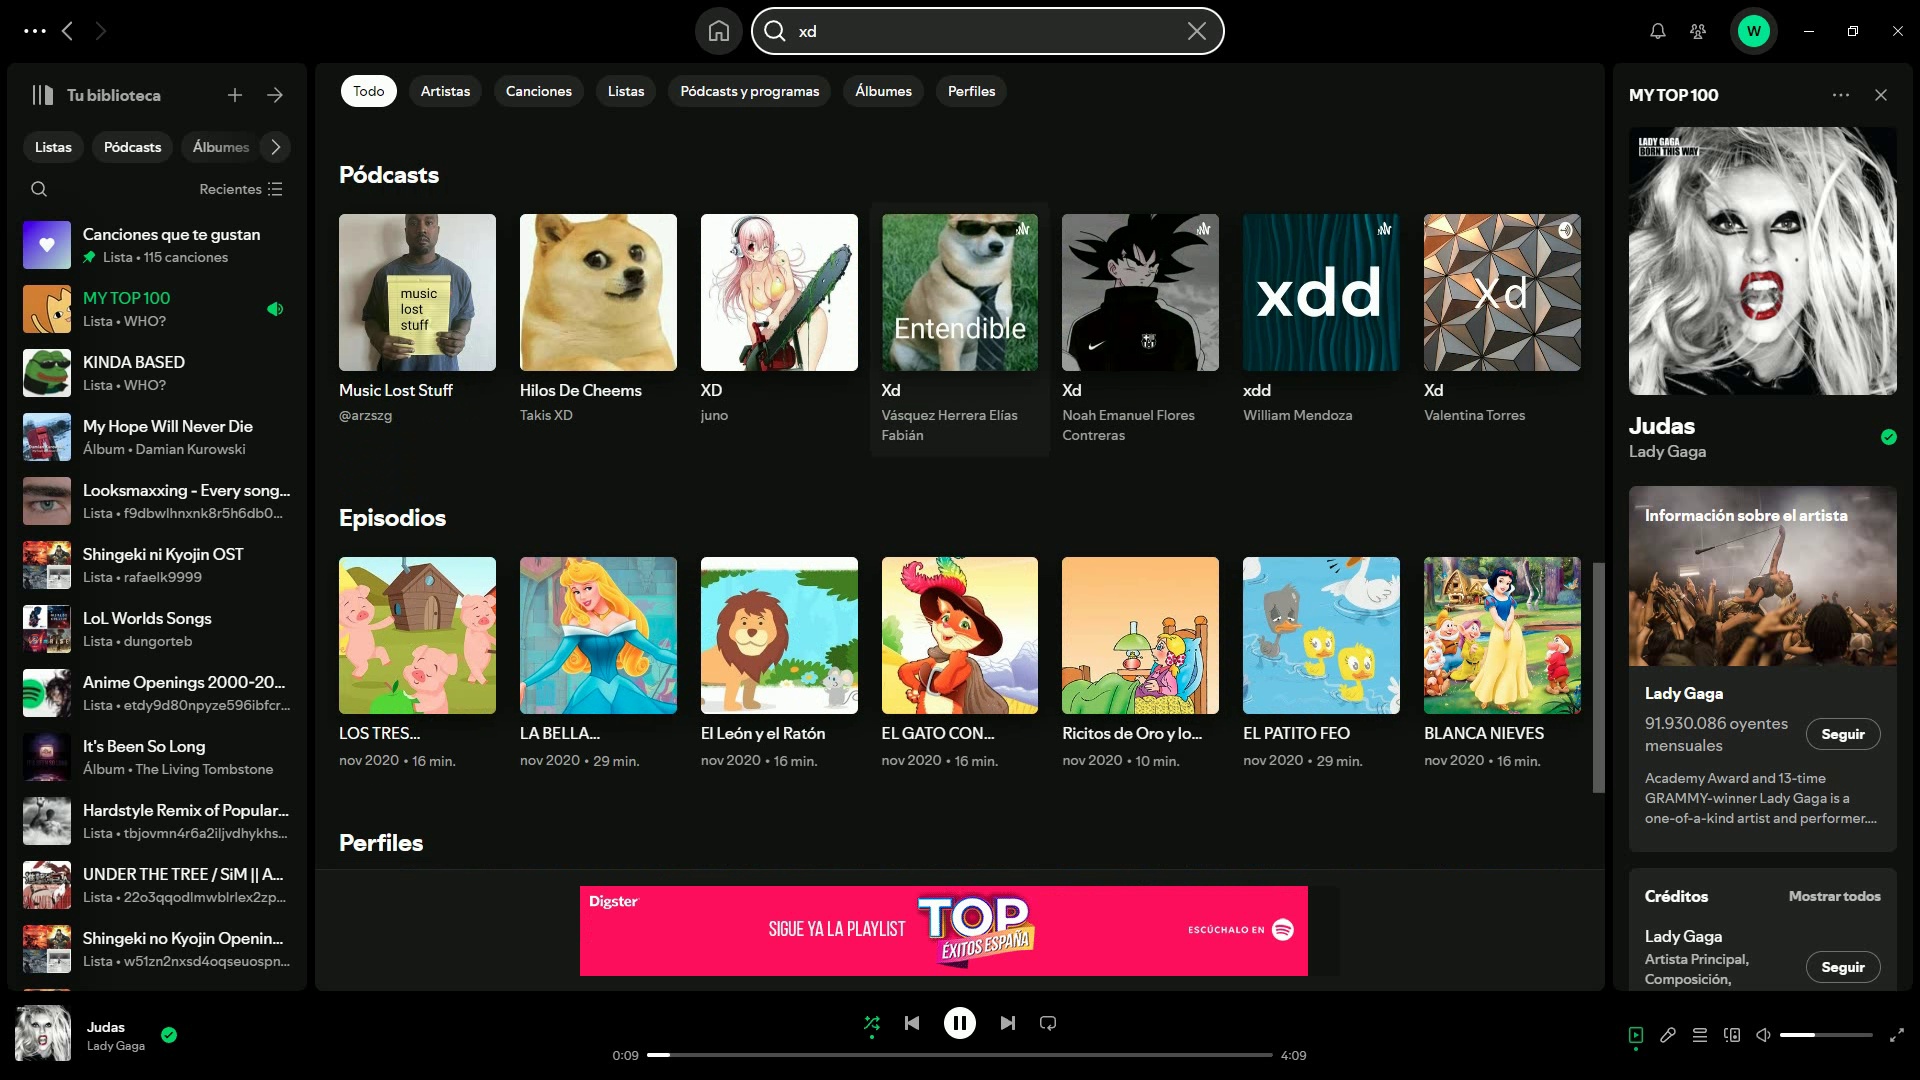 xd
W
Tu biblioteca
Listas
Pódcasts
Álbumes
Recientes
Canciones que te gustan
Lista • 115 canciones
MY TOP 100
Lista • WHO?
KINDA BASED
Lista • WHO?
My Hope Will Never Die
Álbum • Damian Kurowski
Looksmaxxing - Every song...
Lista • f9dbwlhnxnk8r5h6db0...
Shingeki ni Kyojin OST
Lista • rafaelk9999
LoL Worlds Songs
Lista • dungorteb
Anime Openings 2000-20...
Lista • etdy9d80npyze596ibfcr...
It's Been So Long
Álbum • The Living Tombstone
Hardstyle Remix of Popular...
Lista • tbjovmn4r6a2iljvdhykhs...
UNDER THE TREE / SiM || A...
Lista • 22o3qqodlmwblrlex2zp...
Shingeki no Kyojin Openin...
Lista • w51zn2nxsd4oqseuospn...
Todo
Artistas
Canciones
Listas
Pódcasts y programas
Álbumes
Perfiles
Pódcasts
music
lost
stuff
Entendible
xdd
Xd
Music Lost Stuff
@arzszg
Hilos De Cheems
Takis XD
XD
juno
Xd
Vásquez Herrera Elías
Fabián
Xd
Noah Emanuel Flores
Contreras
xdd
William Mendoza
Xd
Valentina Torres
Episodios
LOS TRES...
nov 2020 • 16 min.
LA BELLA...
nov 2020 • 29 min.
El León y el Ratón
nov 2020 • 16 min.
EL GATO CON...
nov 2020 • 16 min.
Ricitos de Oro y lo...
nov 2020 • 10 min.
EL PATITO FEO
nov 2020 • 29 min.
BLANCA NIEVES
nov 2020 • 16 min.
Perfiles
Digster
SIGUE YA LA PLAYLIST
TOP
ÉXITOS ESPAÑA
ESCÚCHALO EN
MY TOP 100
LADY GAGA
BORN THIS WAY
Judas
Lady Gaga
Información sobre el artista
Lady Gaga
91.930.086 oyentes
mensuales
Seguir
Academy Award and 13-time
GRAMMY-winner Lady Gaga is a
one-of-a-kind artist and performer....
Créditos
Mostrar todos
Lady Gaga
Artista Principal,
Composición,
Seguir
Judas
Lady Gaga
0:09
4:09